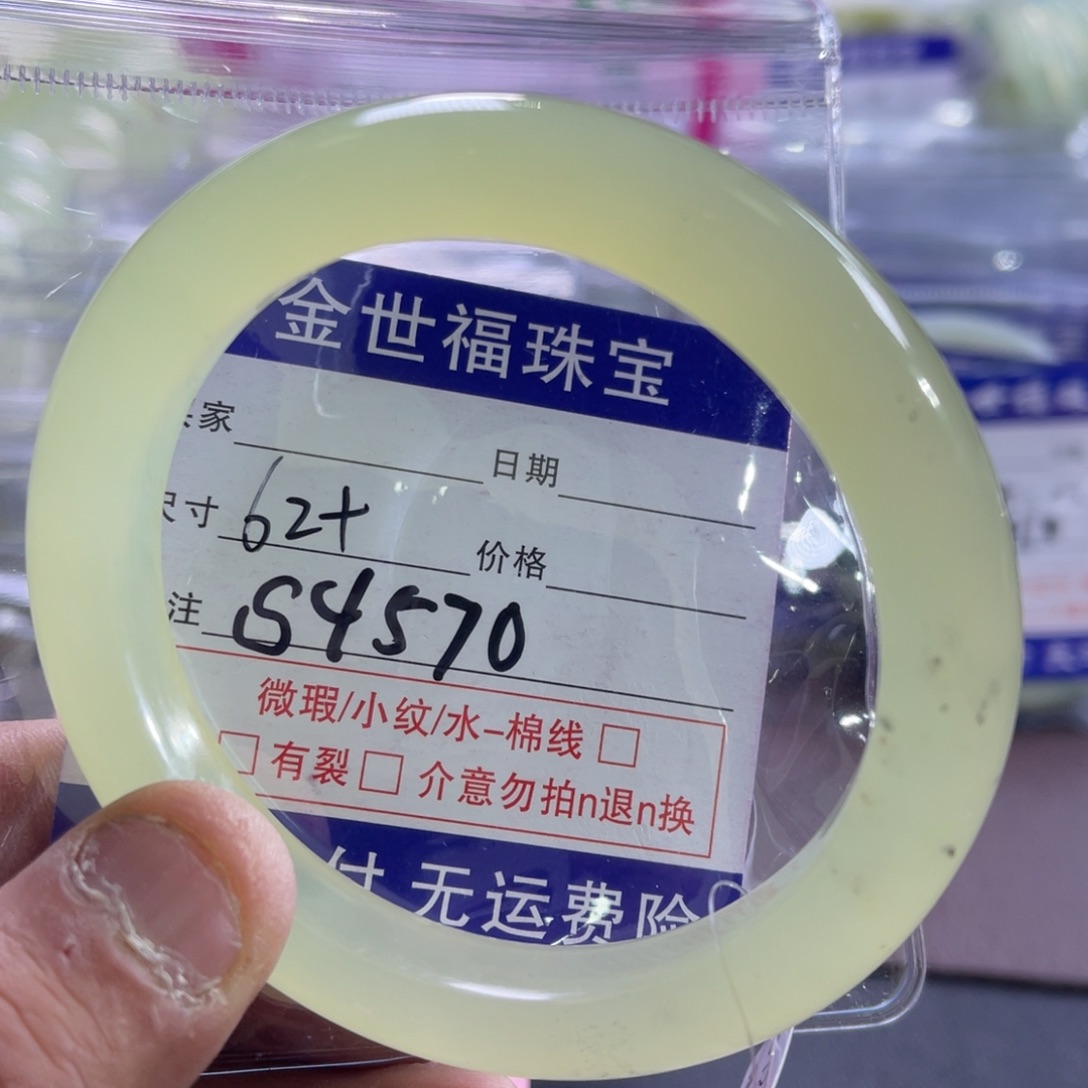 金世福珠宝
家 日期
尺寸 62+ 价格
注 S4570
微瑕/小纹/水-棉线 □
□ 有裂 □ 介意勿拍n退n换
付 无运费险